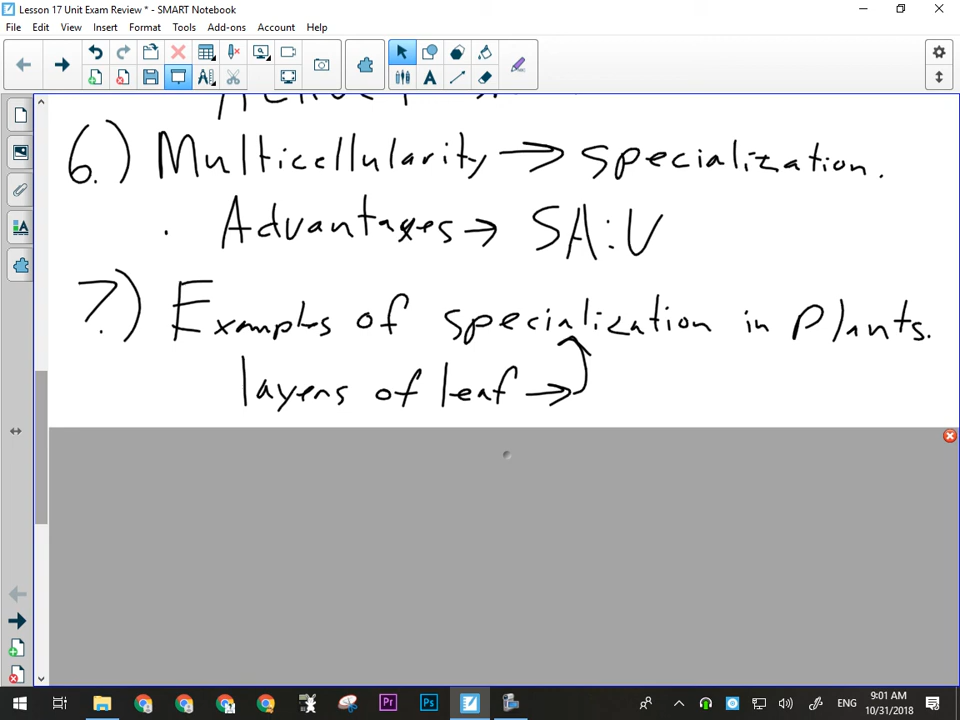 Lesson 17 Unit Exam Review * - SMART Notebook
File Edit View Insert Format Tools Add-ons Account Help
6.) Multicellularity → specialization.
. Advantages → SA:V
7.) Examples of specialization in Plants.
layers of leaf →
ENG
9:01 AM
10/31/2018